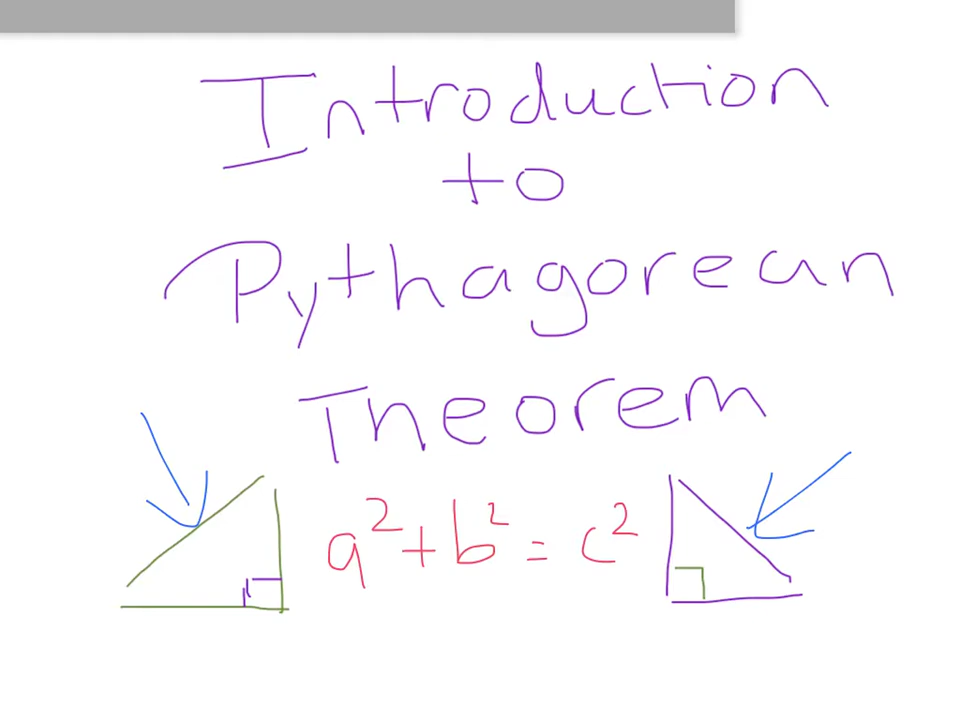 Introduction
to
Pythagorean
Theorem
a² + b² = c²